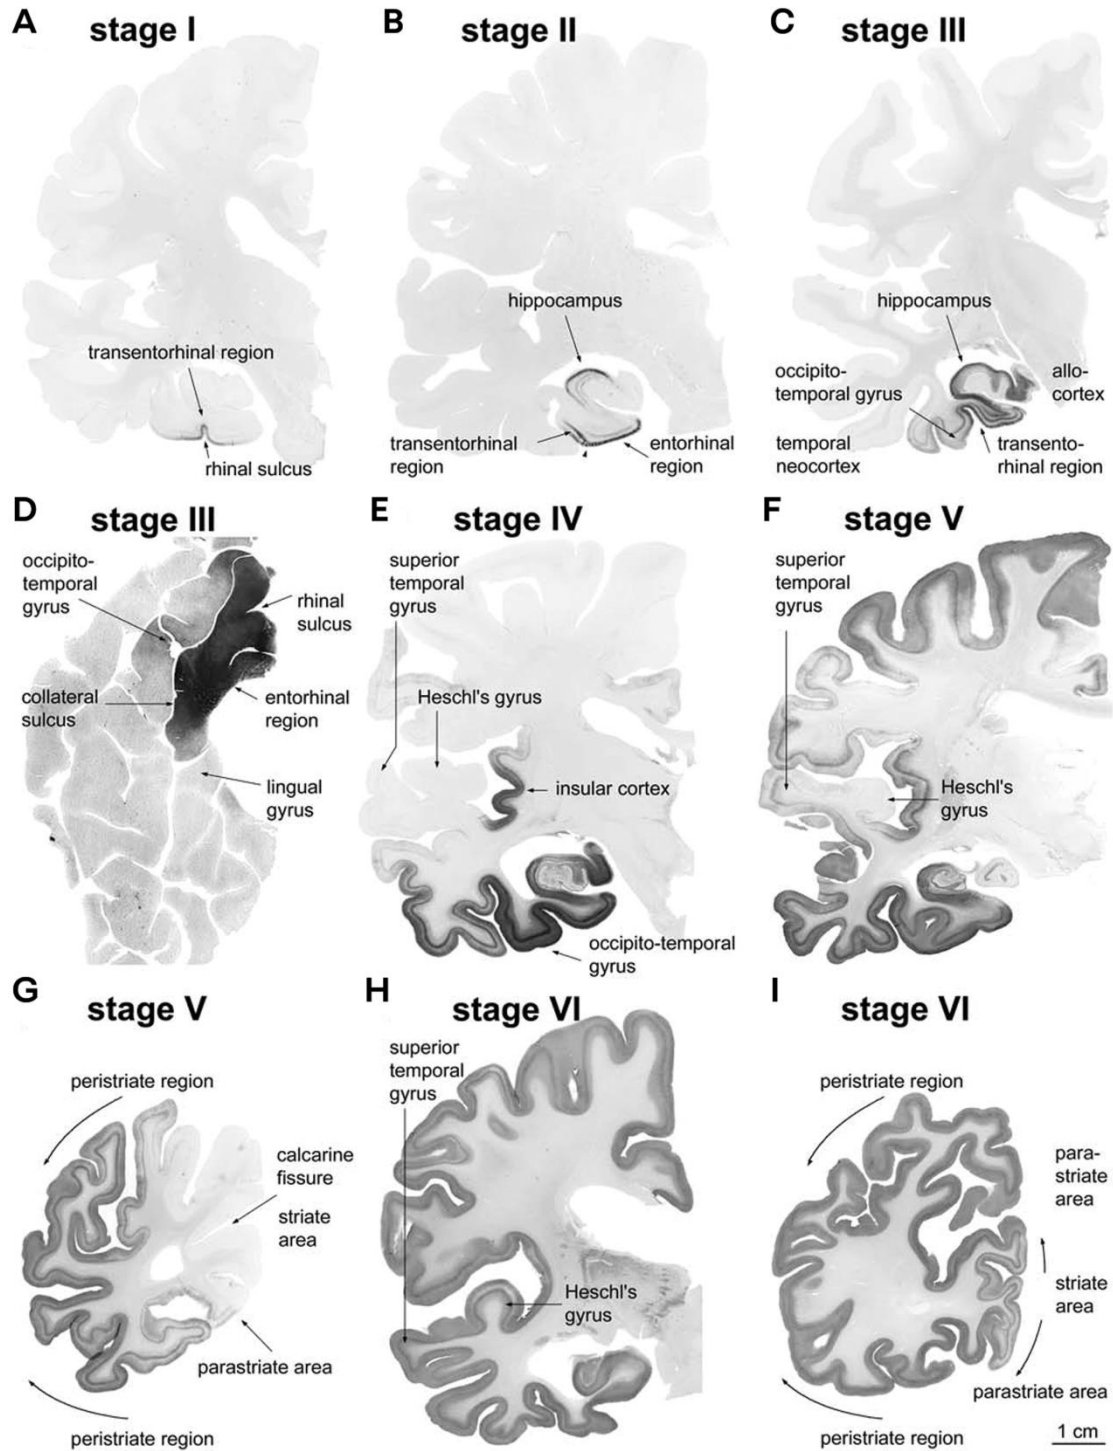 A
stage I
transentorhinal region
rhinal sulcus
B
stage II
hippocampus
transentorhinal
region
entorhinal
region
C
stage III
hippocampus
occipito-
temporal gyrus
allo-
cortex
temporal
neocortex
transento-
rhinal region
D
stage III
occipito-
temporal
gyrus
rhinal
sulcus
collateral
sulcus
entorhinal
region
lingual
gyrus
E
stage IV
superior
temporal
gyrus
Heschl's gyrus
insular cortex
occipito-temporal
gyrus
F
stage V
superior
temporal
gyrus
Heschl's
gyrus
G
stage V
peristriate region
calcarine
fissure
striate
area
parastriate area
peristriate region
H
stage VI
superior
temporal
gyrus
Heschl's
gyrus
I
stage VI
peristriate region
para-
striate
area
striate
area
parastriate area
peristriate region
1 cm